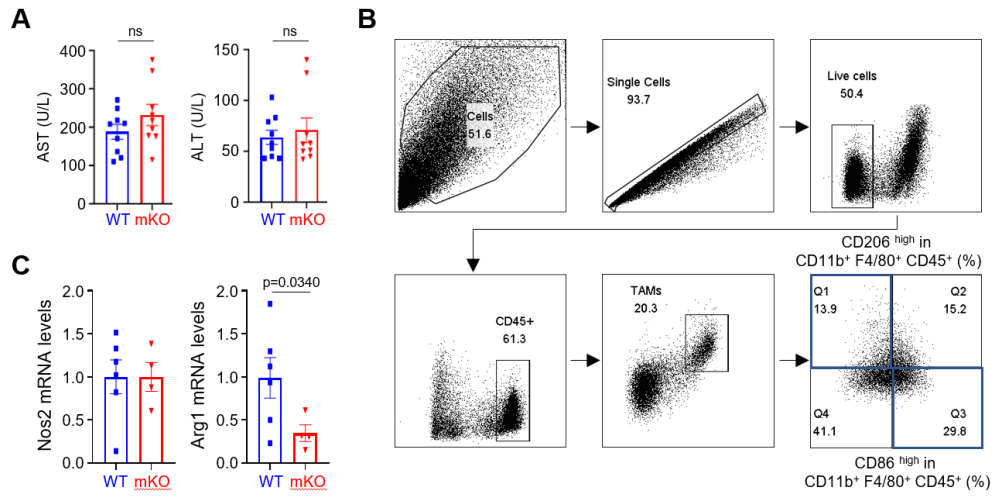 A
ns
AST (U/L)
400
300
200
100
0
WT mKO
ns
ALT (U/L)
150
100
50
0
WT mKO
B
Cells
51.6
Single Cells
93.7
Live cells
50.4
CD45+
61.3
TAMs
20.3
CD206 high in
CD11b+ F4/80+ CD45+ (%)
Q1
13.9
Q2
15.2
Q4
41.1
Q3
29.8
CD86 high in
CD11b+ F4/80+ CD45+ (%)
C
Nos2 mRNA levels
2.0
1.5
1.0
0.5
0.0
WT mKO
p=0.0340
Arg1 mRNA levels
2.0
1.5
1.0
0.5
0.0
WT mKO